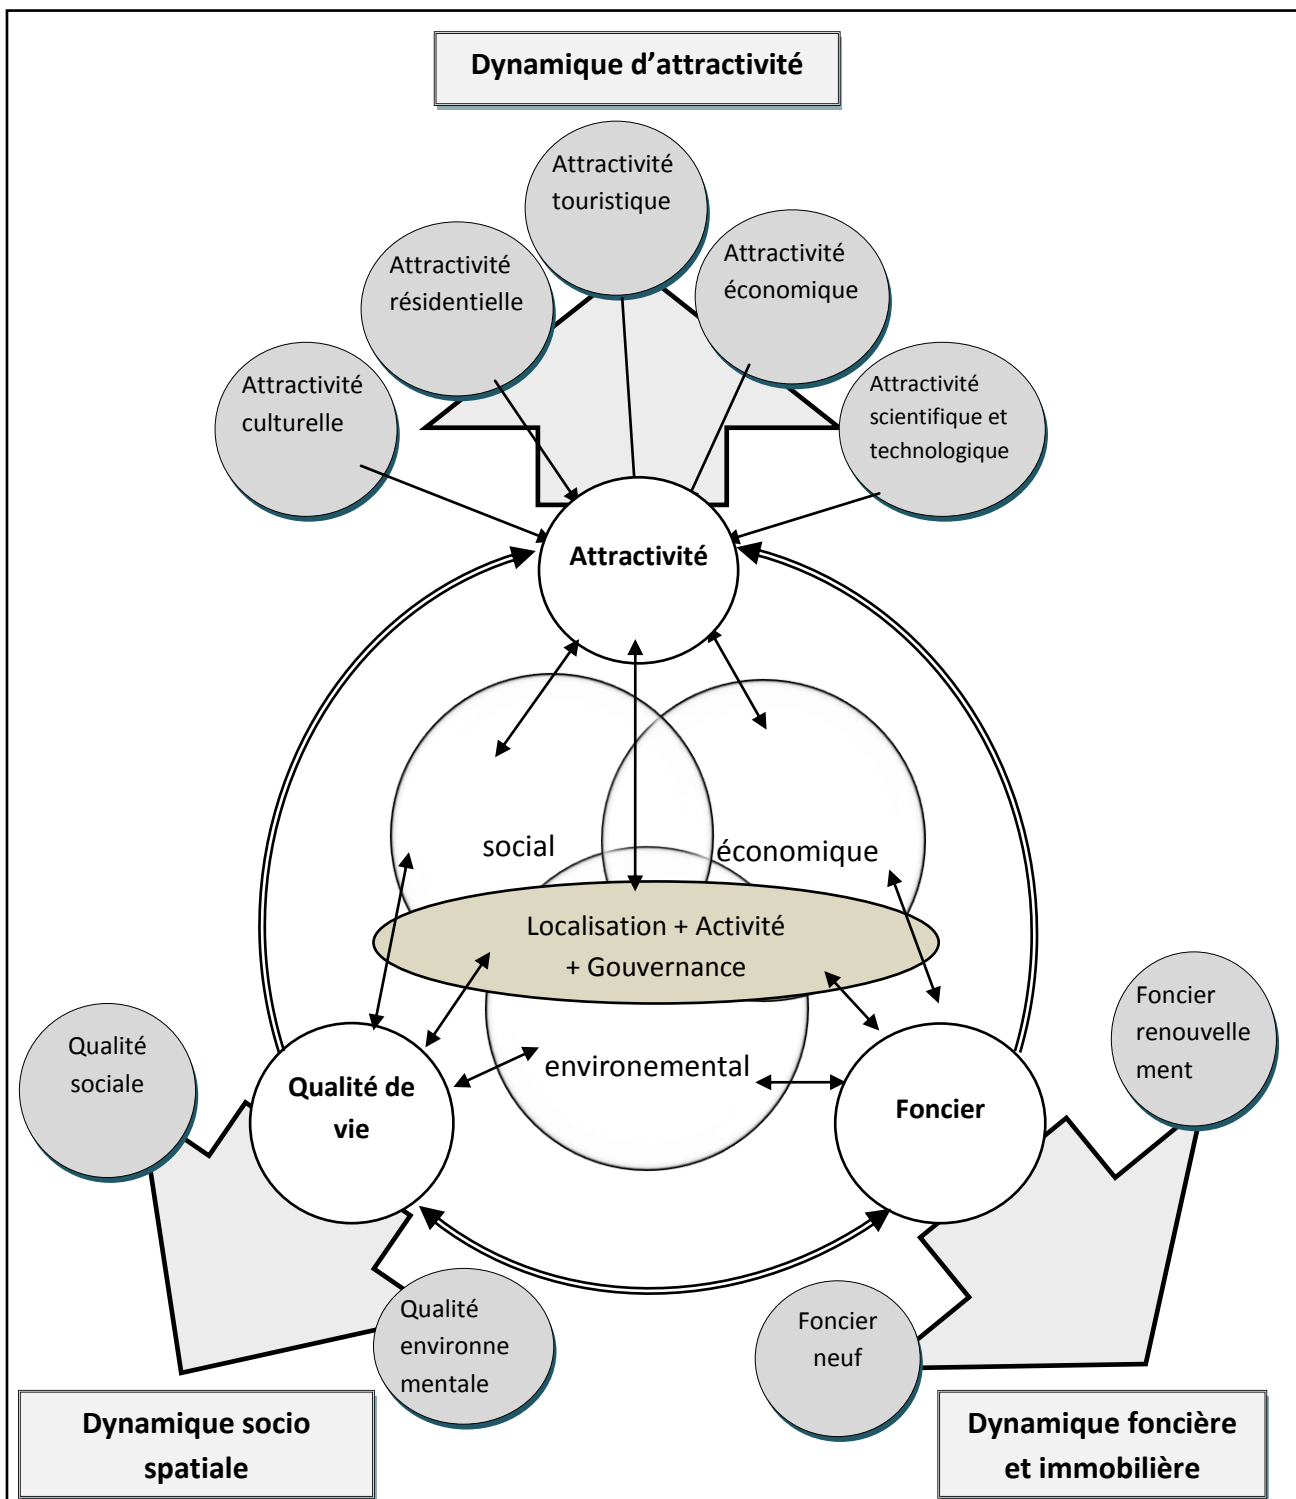 Dynamique d’attractivité
Attractivité
touristique
Attractivité
résidentielle
Attractivité
économique
Attractivité
culturelle
Attractivité
scientifique et
technologique
Attractivité
social
économique
Localisation + Activité
+ Gouvernance
environemental
Qualité
sociale
Qualité de
vie
Foncier
Foncier
renouvelle
ment
Qualité
environne
mentale
Foncier
neuf
Dynamique socio
spatiale
Dynamique foncière
et immobilière